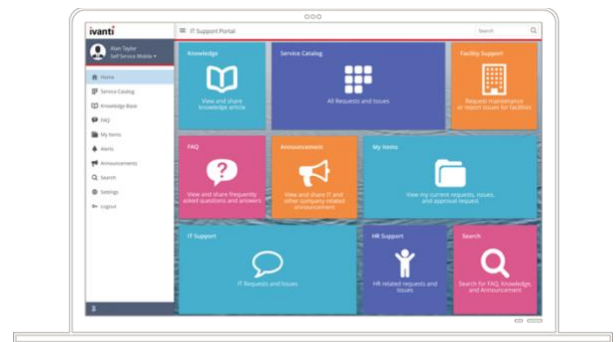 ivanti
IT Support Portal
Search
Alan Taylor
Self Service Mobile
Home
Service Catalog
Knowledge Base
FAQ
My Items
Alerts
Announcements
Search
Settings
Logout
Knowledge
View and share
knowledge article
Service Catalog
All Requests and Issues
Facility Support
Request maintenance
or report issues for facilities
FAQ
View and share frequently
asked questions and answers
Announcement
View and share IT and
other company related
announcement
My Items
View my current requests, issues,
and approval request
IT Support
IT Requests and Issues
HR Support
HR related requests and
issues
Search
Search for FAQ, Knowledge,
and Announcement